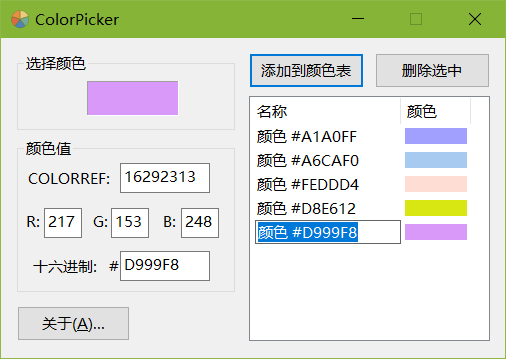 ColorPicker
选择颜色
颜色值
COLORREF: 16292313
R: 217 G: 153 B: 248
十六进制: # D999F8
关于(A)...
添加到颜色表 删除选中
名称 颜色
颜色 #A1A0FF
颜色 #A6CAF0
颜色 #FEDDD4
颜色 #D8E612
颜色 #D999F8